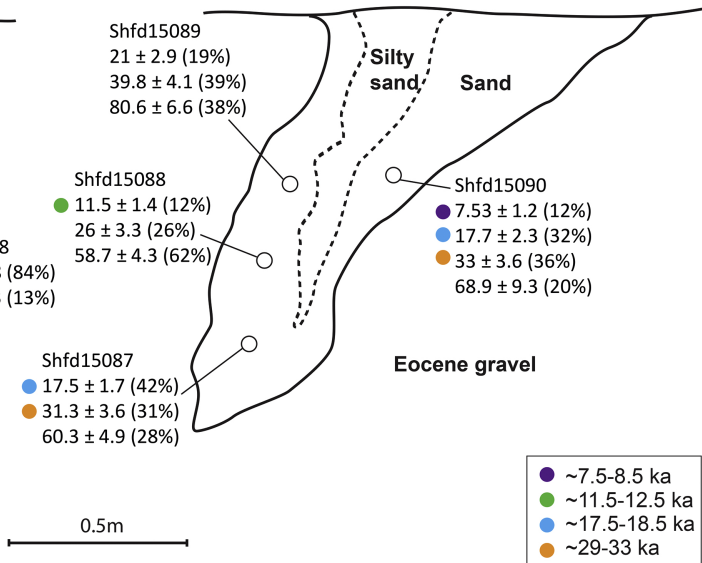 Shfd15089
21 ± 2.9 (19%)
39.8 ± 4.1 (39%)
80.6 ± 6.6 (38%)
Silty
sand
Sand
Shfd15088
11.5 ± 1.4 (12%)
26 ± 3.3 (26%)
58.7 ± 4.3 (62%)
Shfd15090
7.53 ± 1.2 (12%)
17.7 ± 2.3 (32%)
33 ± 3.6 (36%)
68.9 ± 9.3 (20%)
8
(84%)
(13%)
Shfd15087
17.5 ± 1.7 (42%)
31.3 ± 3.6 (31%)
60.3 ± 4.9 (28%)
Eocene gravel
0.5m
~7.5-8.5 ka
~11.5-12.5 ka
~17.5-18.5 ka
~29-33 ka